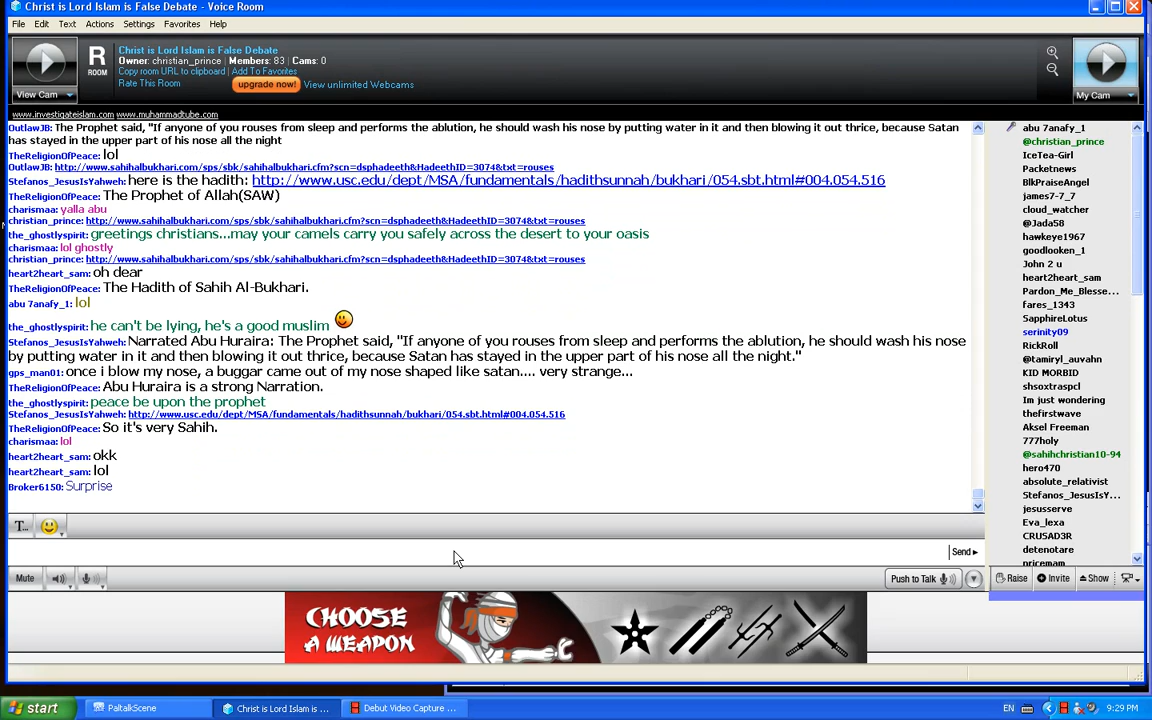 Christ is Lord Islam is False Debate - Voice Room
File Edit Text Actions Settings Favorites Help
View Cam
R
ROOM
Christ is Lord Islam is False Debate
Owner: christian_prince | Members: 83 | Cams: 0
Copy room URL to clipboard | Add To Favorites
Rate This Room upgrade now! View unlimited Webcams
My Cam
www.investigateislam.com www.muhammadtube.com
OutlawJB: The Prophet said, "If anyone of you rouses from sleep and performs the ablution, he should wash his nose by putting water in it and then blowing it out thrice, because Satan
has stayed in the upper part of his nose all the night
TheReligionOfPeace: lol
OutlawJB: http://www.sahihalbukhari.com/sps/sbk/sahihalbukhari.cfm?scn=dsphadeeth&HadeethID=3074&txt=rouses
Stefanos_JesusIsYahweh: here is the hadith: http://www.usc.edu/dept/MSA/fundamentals/hadithsunnah/bukhari/054.sbt.html#004.054.516
TheReligionOfPeace: The Prophet of Allah(SAW)
charismaa: yalla abu
christian_prince: http://www.sahihalbukhari.com/sps/sbk/sahihalbukhari.cfm?scn=dsphadeeth&HadeethID=3074&txt=rouses
the_ghostlyspirit: greetings christians...may your camels carry you safely across the desert to your oasis
charismaa: lol ghostly
christian_prince: http://www.sahihalbukhari.com/sps/sbk/sahihalbukhari.cfm?scn=dsphadeeth&HadeethID=3074&txt=rouses
heart2heart_sam: oh dear
TheReligionOfPeace: The Hadith of Sahih Al-Bukhari.
abu 7anafy_1: lol
the_ghostlyspirit: he can't be lying, he's a good muslim
Stefanos_JesusIsYahweh: Narrated Abu Huraira: The Prophet said, "If anyone of you rouses from sleep and performs the ablution, he should wash his nose
by putting water in it and then blowing it out thrice, because Satan has stayed in the upper part of his nose all the night."
gps_man01: once i blow my nose, a buggar came out of my nose shaped like satan.... very strange...
TheReligionOfPeace: Abu Huraira is a strong Narration.
the_ghostlyspirit: peace be upon the prophet
Stefanos_JesusIsYahweh: http://www.usc.edu/dept/MSA/fundamentals/hadithsunnah/bukhari/054.sbt.html#004.054.516
TheReligionOfPeace: So it's very Sahih.
charismaa: lol
heart2heart_sam: okk
heart2heart_sam: lol
Broker6150: Surprise
abu 7anafy_1
@christian_prince
IceTea-Girl
Packetnews
BlkPraiseAngel
james7-7_7
cloud_watcher
@Jada58
hawkeye1967
goodlooken_1
John 2 u
heart2heart_sam
Pardon_Me_Blesse...
fares_1343
SapphireLotus
serinity09
RickRoll
@tamiryl_auvahn
KID MORBID
shsoxtraspcl
Im just wondering
thefirstwave
Aksel Freeman
777holy
@sahihchristian10-94
hero470
absolute_relativist
Stefanos_JesusIsY...
jesusserve
Eva_lexa
CRUSAD3R
detenotare
pricemam
T...
Send
Mute
Push to Talk
Raise Invite Show
CHOOSE
A WEAPON
start PaltalkScene Christ is Lord Islam is ... Debut Video Capture ... EN 9:29 PM